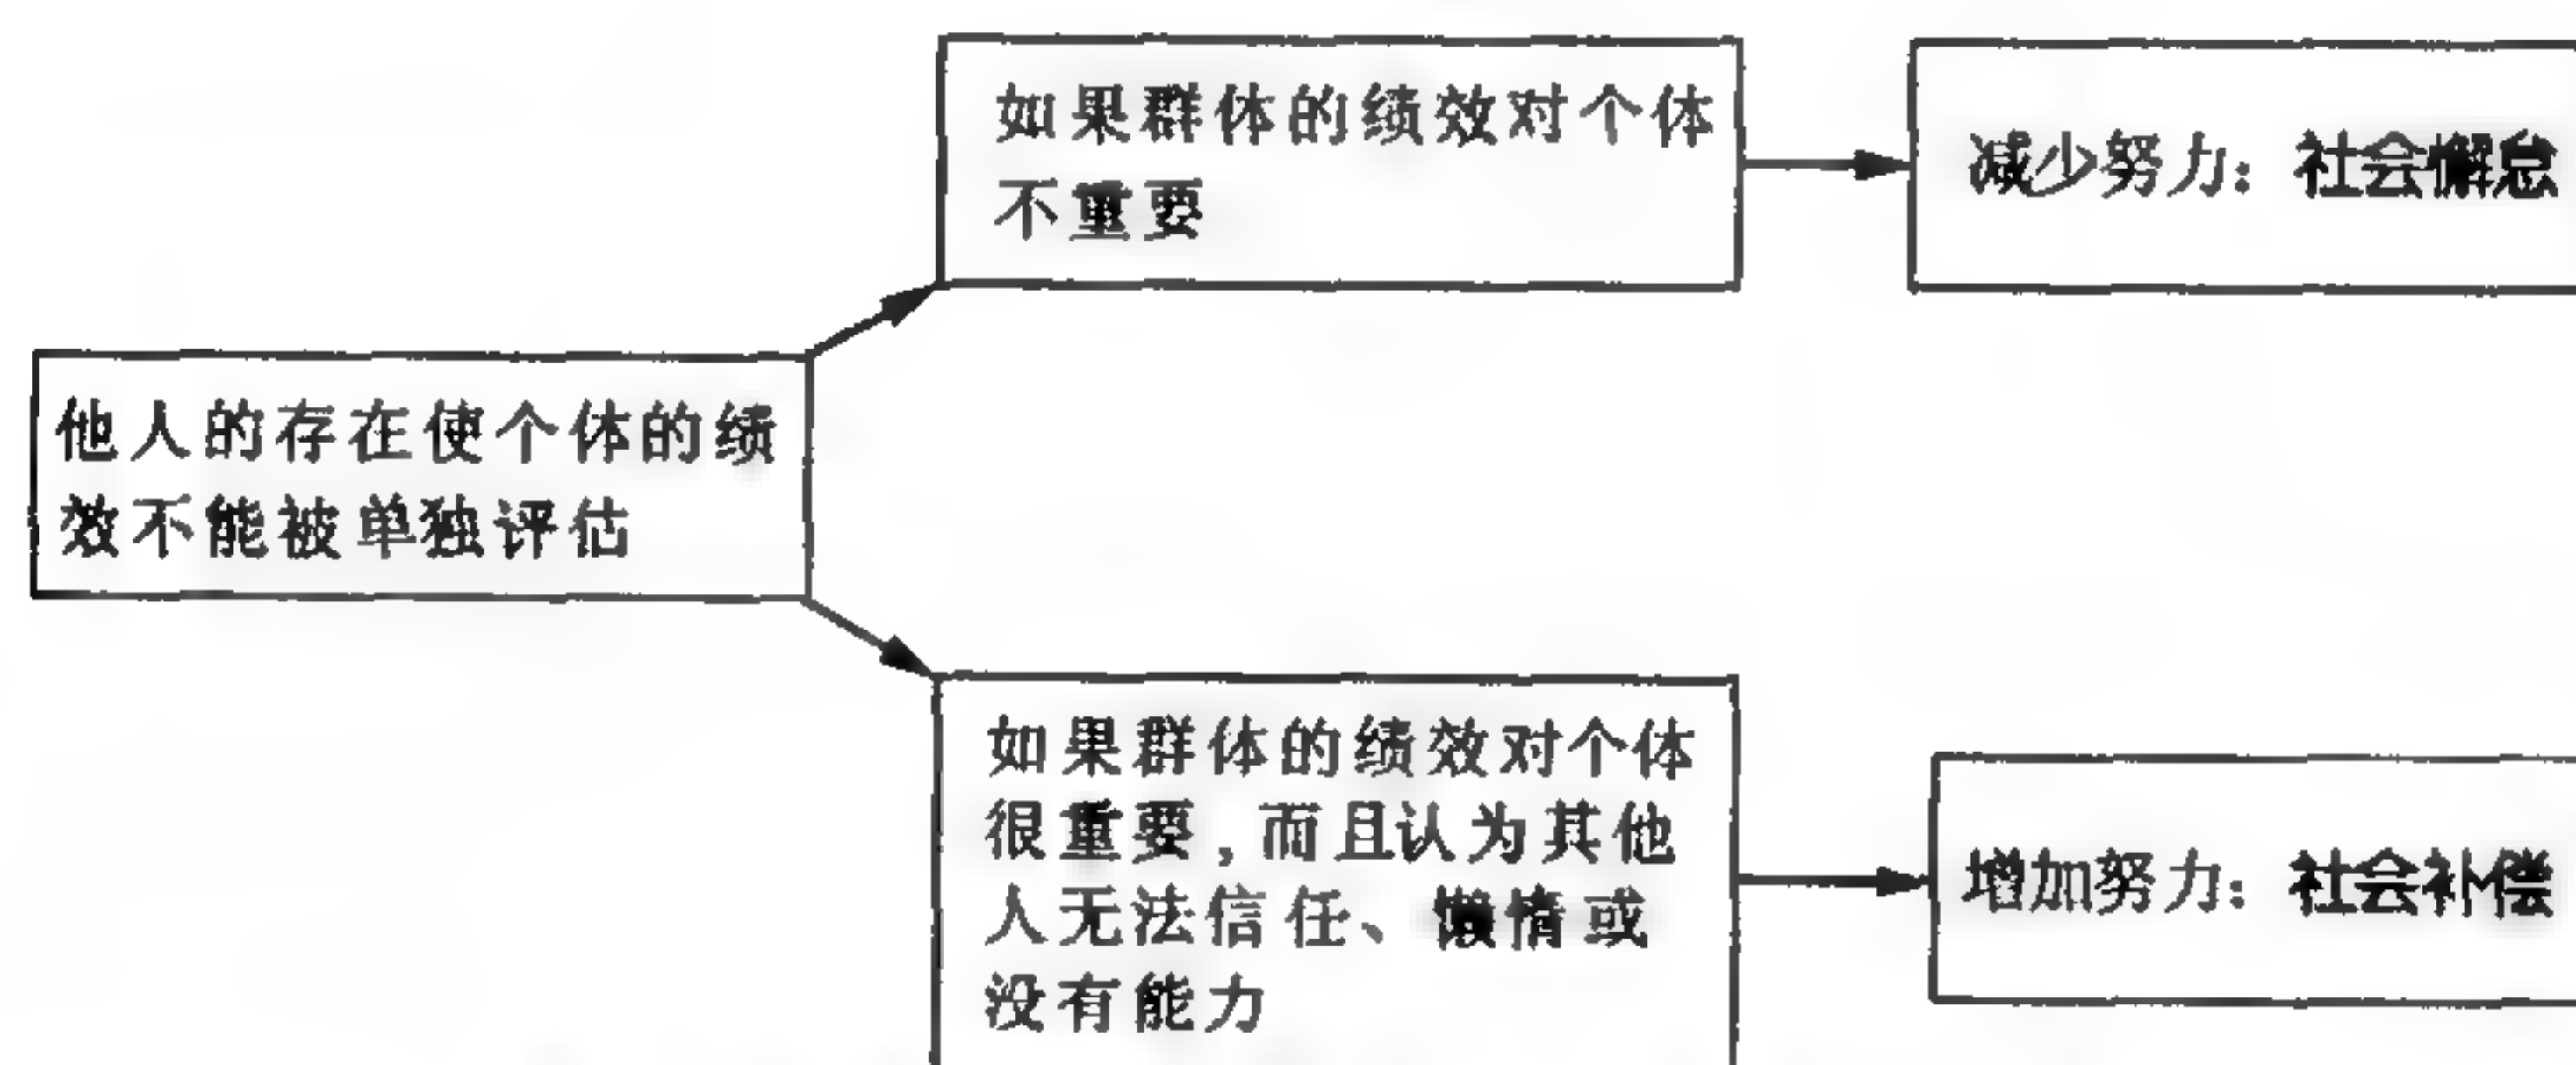 如果群体的绩效对个体
不重要
减少努力：社会懈怠
他人的存在使个体的绩
效不能被单独评估
如果群体的绩效对个体
很重要，而且认为其他
人无法信任、懒惰或
没有能力
增加努力：社会补偿